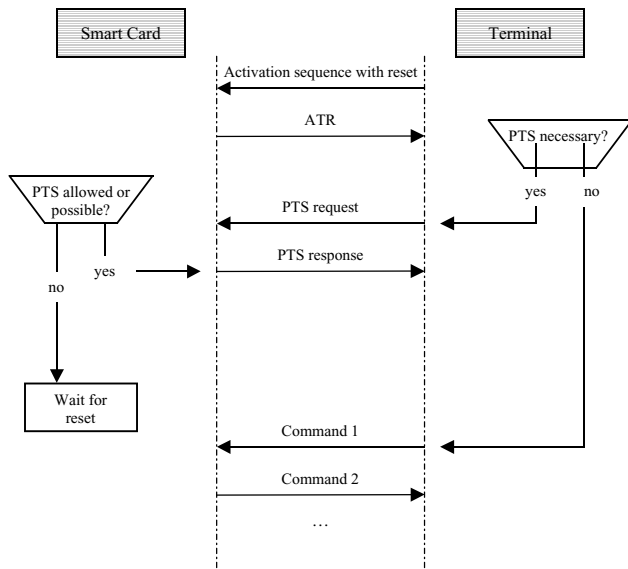 Smart Card
Terminal
Activation sequence with reset
ATR
PTS necessary?
yes
no
PTS allowed or
possible?
PTS request
yes
PTS response
no
Wait for
reset
Command 1
Command 2
…